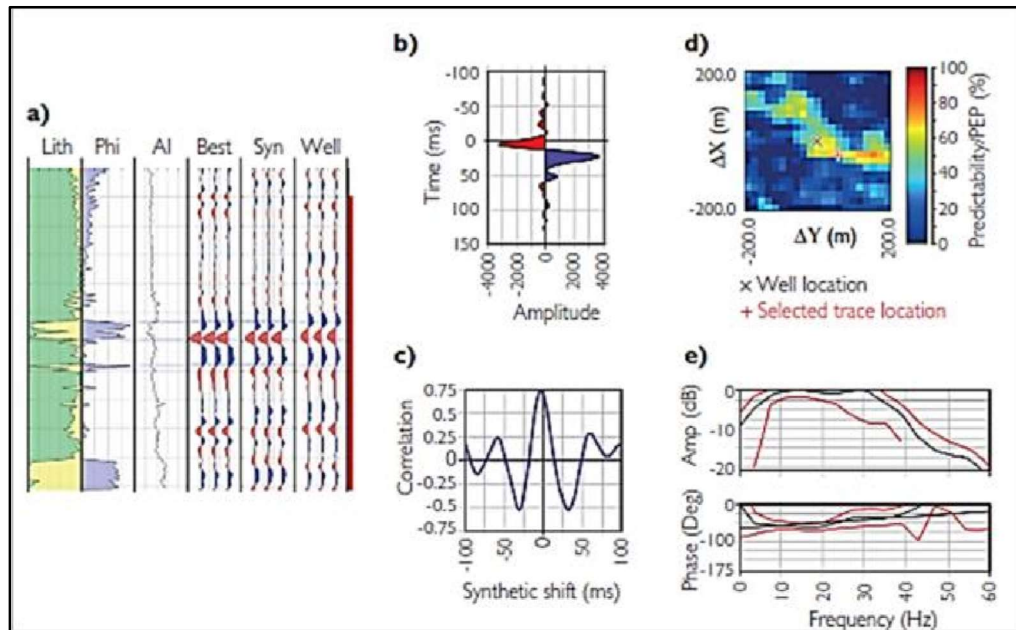 a)
Lith Phi AI Best Syn Well
b)
-100
-50
0
50
100
150
Time (ms)
-4000 -2000 0 2000 4000
Amplitude
c)
0.75
0.25
0
-0.25
-0.5
-0.75
Correlation
-100 -50 0 50 100
Synthetic shift (ms)
d)
200.0
ΔX (m)
-200.0
-200.0 200.0
ΔY (m)
100
80
60
40
20
0
Predictability/PEP (%)
× Well location
+ Selected trace location
e)
0
-10
-20
Amp (dB)
0
-100
-175
Phase (Deg)
0 10 20 30 40 50 60
Frequency (Hz)